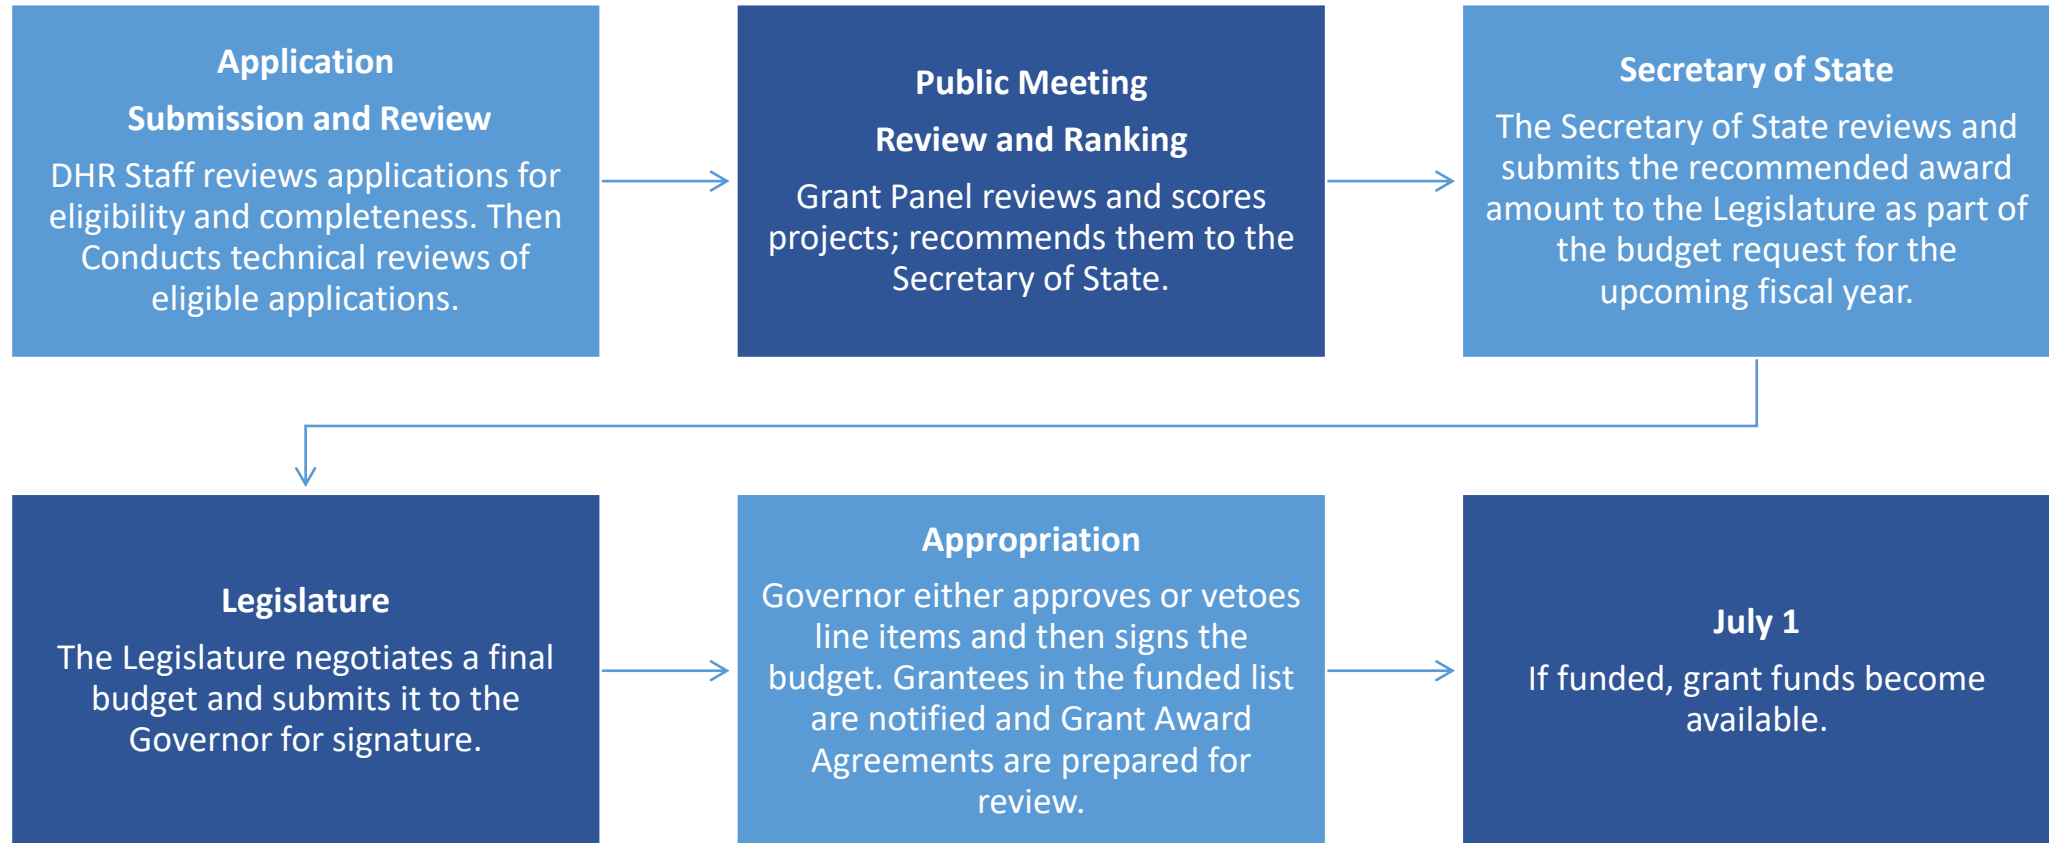 Application
Submission and Review
DHR Staff reviews applications for
eligibility and completeness. Then
Conducts technical reviews of
eligible applications.
Public Meeting
Review and Ranking
Grant Panel reviews and scores
projects; recommends them to the
Secretary of State.
Secretary of State
The Secretary of State reviews and
submits the recommended award
amount to the Legislature as part of
the budget request for the
upcoming fiscal year.
Legislature
The Legislature negotiates a final
budget and submits it to the
Governor for signature.
Appropriation
Governor either approves or vetoes
line items and then signs the
budget. Grantees in the funded list
are notified and Grant Award
Agreements are prepared for
review.
July 1
If funded, grant funds become
available.